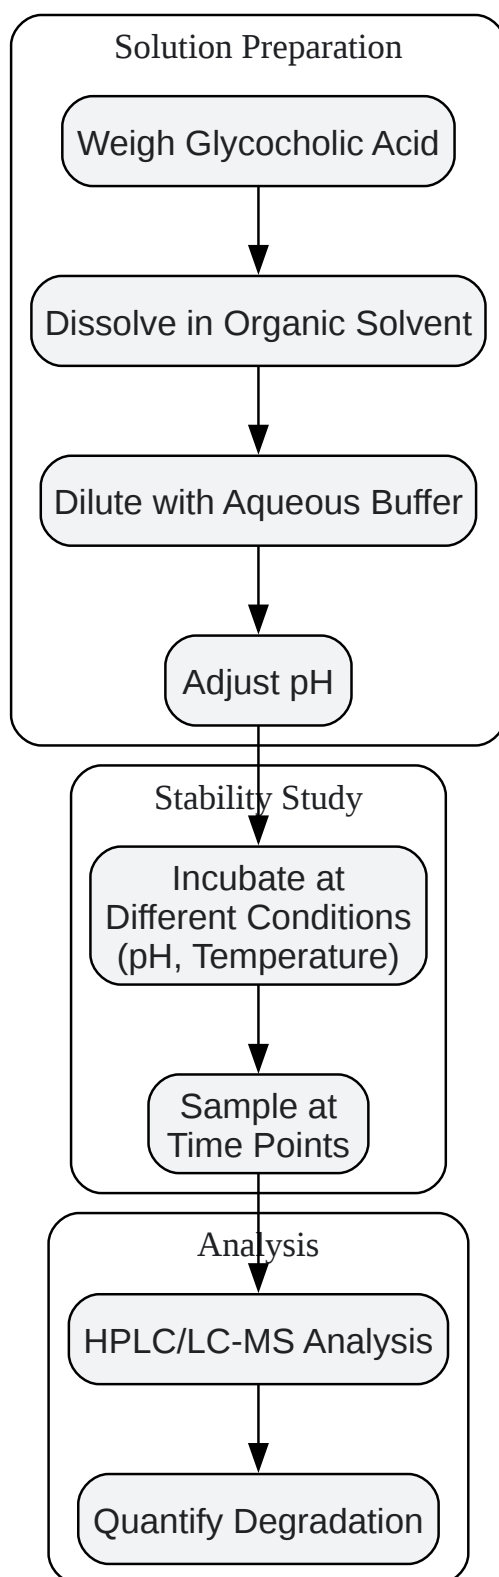 Solution Preparation
Weigh Glycocholic Acid
Dissolve in Organic Solvent
Dilute with Aqueous Buffer
Adjust pH
Stability Study
Incubate at
Different Conditions
(pH, Temperature)
Sample at
Time Points
Analysis
HPLC/LC-MS Analysis
Quantify Degradation